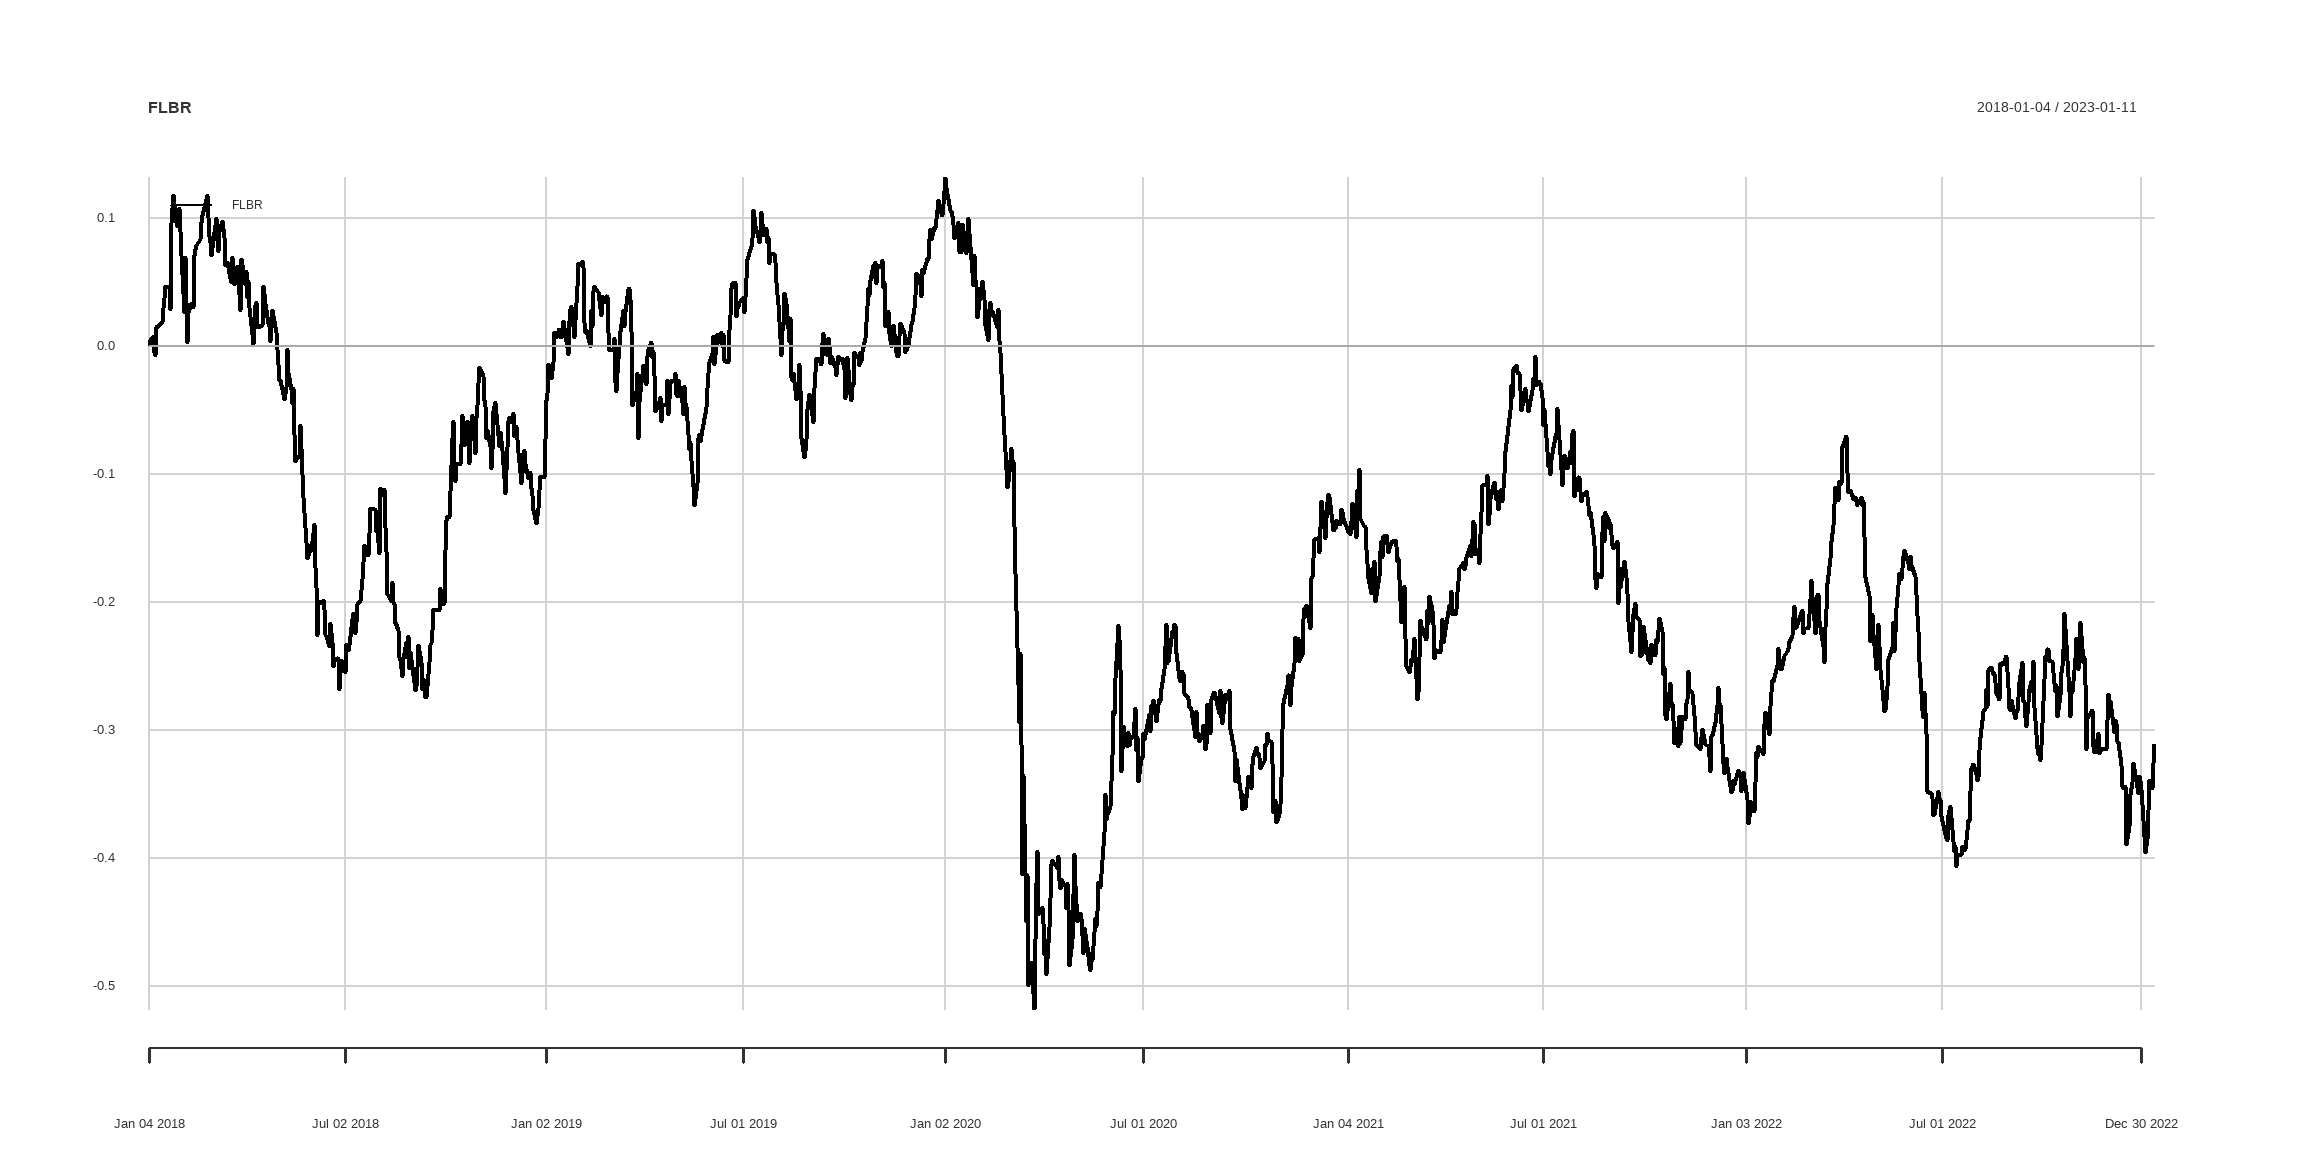 FLBR
2018-01-04 / 2023-01-11
FLBR
0.1
0.0
-0.1
-0.2
-0.3
-0.4
-0.5
Jan 04 2018
Jul 02 2018
Jan 02 2019
Jul 01 2019
Jan 02 2020
Jul 01 2020
Jan 04 2021
Jul 01 2021
Jan 03 2022
Jul 01 2022
Dec 30 2022